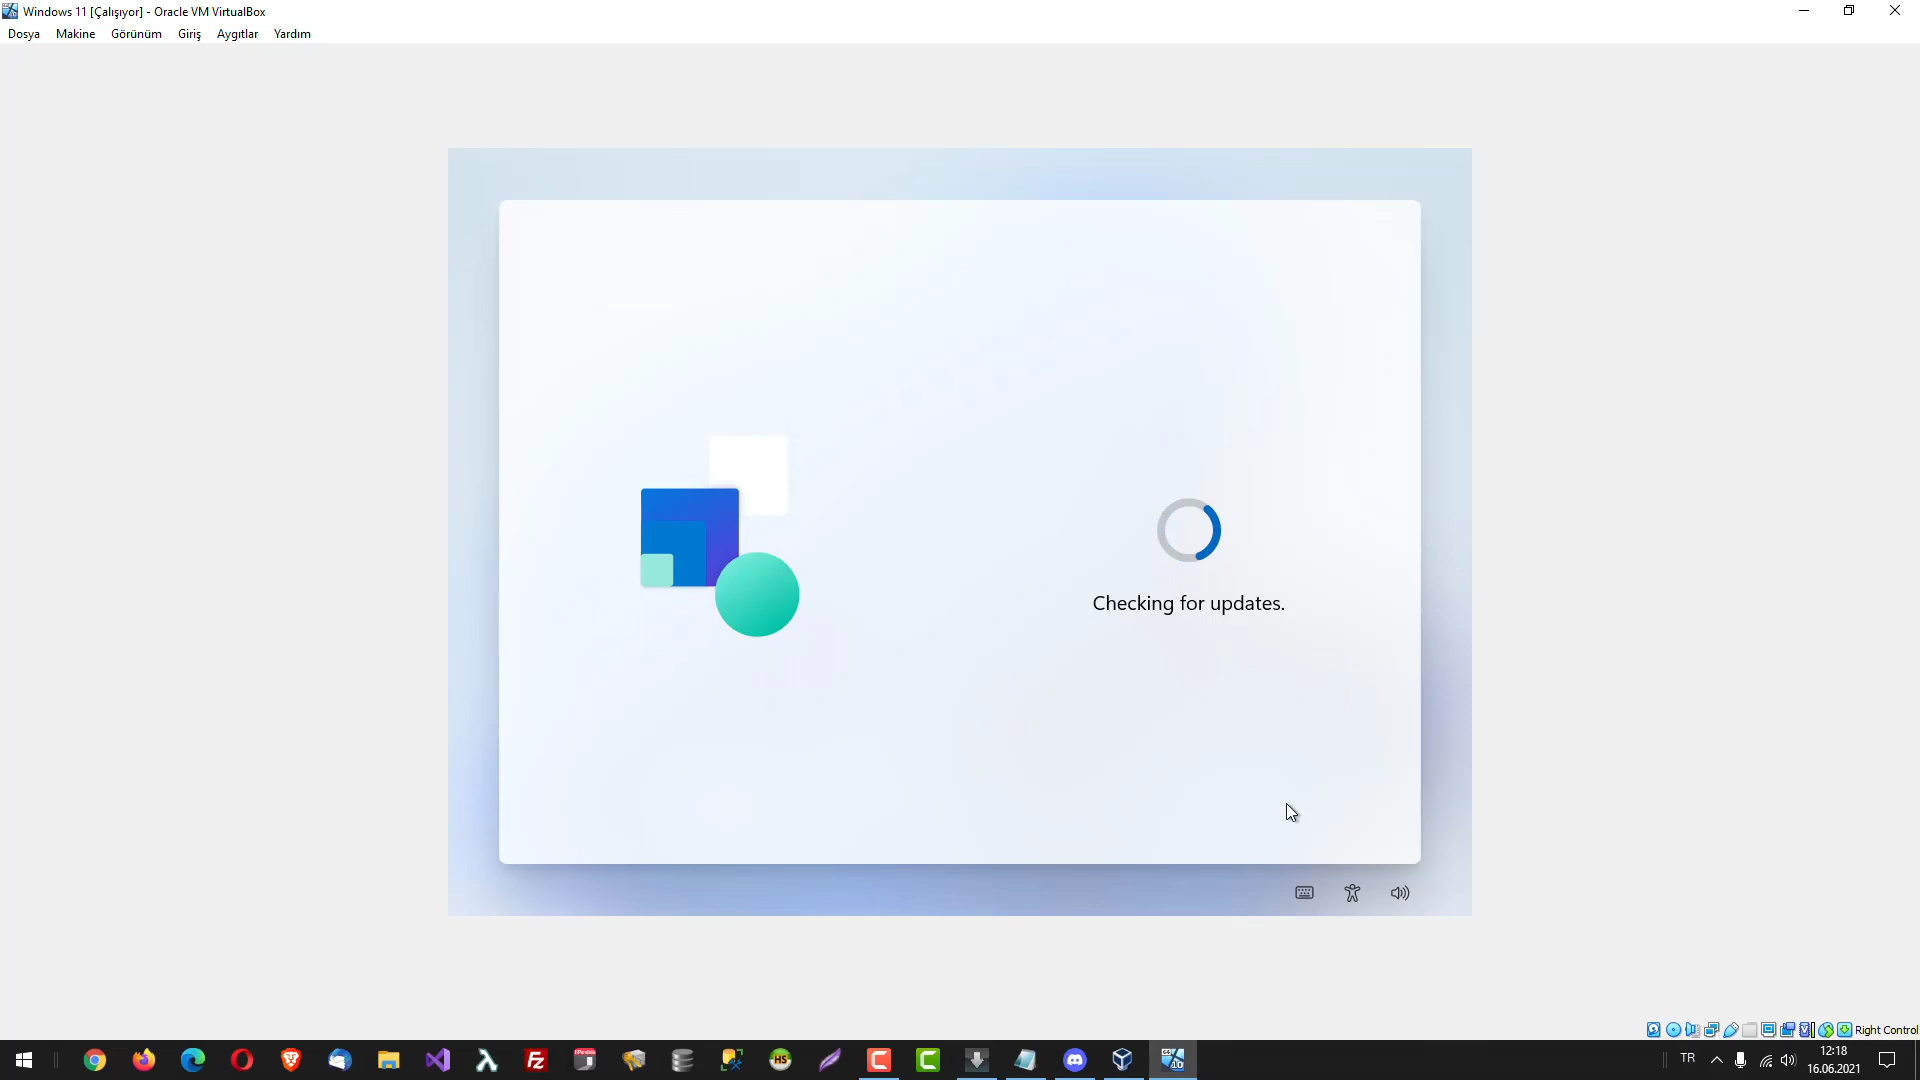 Windows 11 [Çalışıyor] - Oracle VM VirtualBox
Dosya Makine Görünüm Giriş Aygıtlar Yardım
Checking for updates.
Right Control
TR
12:18
16.06.2021